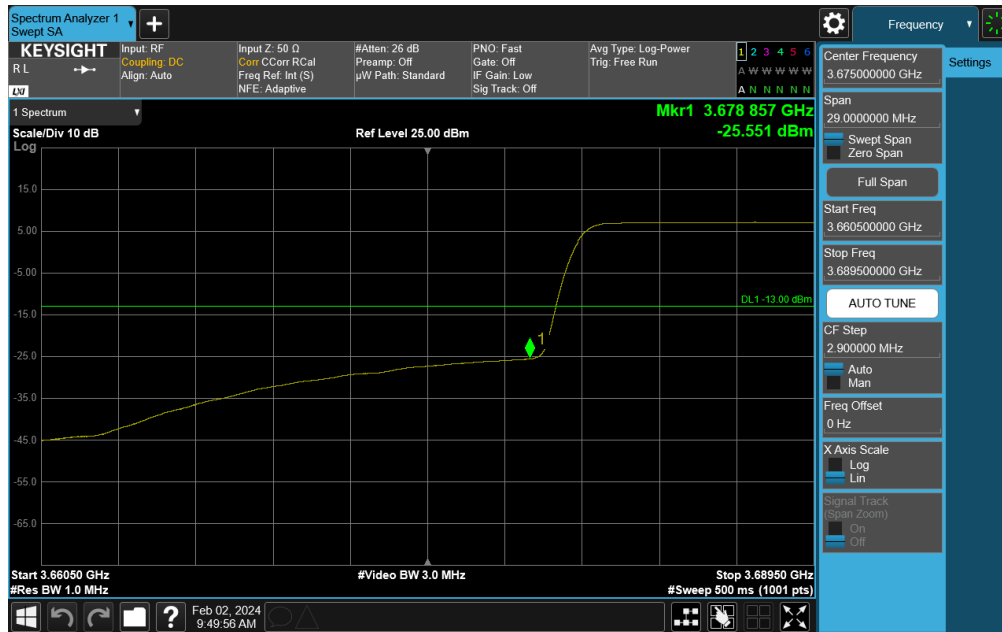 Spectrum Analyzer 1
Swept SA
Frequency
KEYSIGHT
R L
LXI
Input: RF
Coupling: DC
Align: Auto
Input Z: 50 Ω
Corr CCorr RCal
Freq Ref: Int (S)
NFE: Adaptive
#Atten: 26 dB
Preamp: Off
µW Path: Standard
PNO: Fast
Gate: Off
IF Gain: Low
Sig Track: Off
Avg Type: Log-Power
Trig: Free Run
1 2 3 4 5 6
A W W W W W
A N N N N N
1 Spectrum
Mkr1 3.678 857 GHz
-25.551 dBm
Scale/Div 10 dB
Ref Level 25.00 dBm
Log
15.0
5.00
-5.00
-15.0
-25.0
-35.0
-45.0
-55.0
-65.0
DL1 -13.00 dBm
1
Start 3.66050 GHz
#Video BW 3.0 MHz
Stop 3.68950 GHz
#Res BW 1.0 MHz
#Sweep 500 ms (1001 pts)
Center Frequency
3.675000000 GHz
Settings
Span
29.0000000 MHz
Swept Span
Zero Span
Full Span
Start Freq
3.660500000 GHz
Stop Freq
3.689500000 GHz
AUTO TUNE
CF Step
2.900000 MHz
Auto
Man
Freq Offset
0 Hz
X Axis Scale
Log
Lin
Signal Track
(Span Zoom)
On
Off
?
Feb 02, 2024
9:49:56 AM